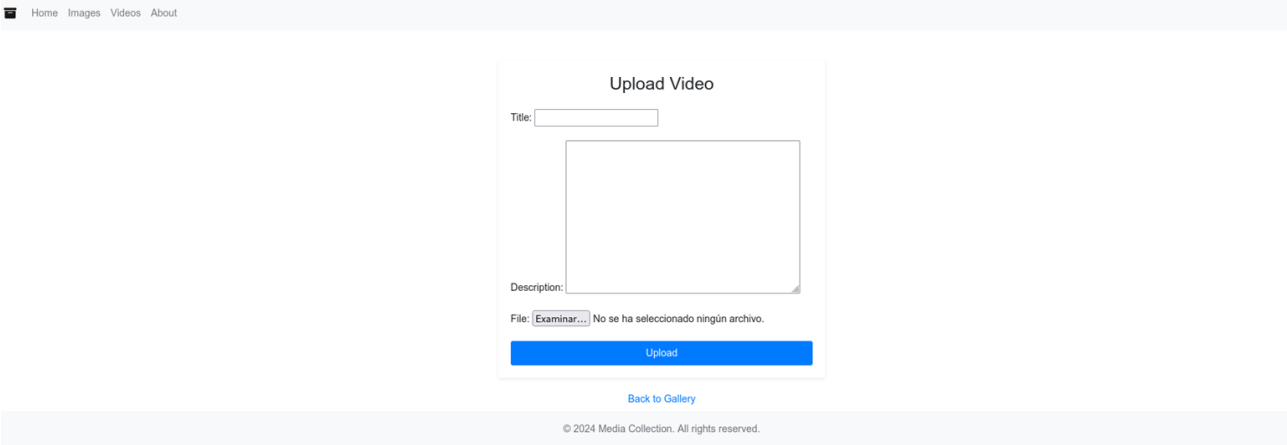 Home Images Videos About
Upload Video
Title:
Description:
File: Examinar... No se ha seleccionado ningún archivo.
Upload
Back to Gallery
© 2024 Media Collection. All rights reserved.